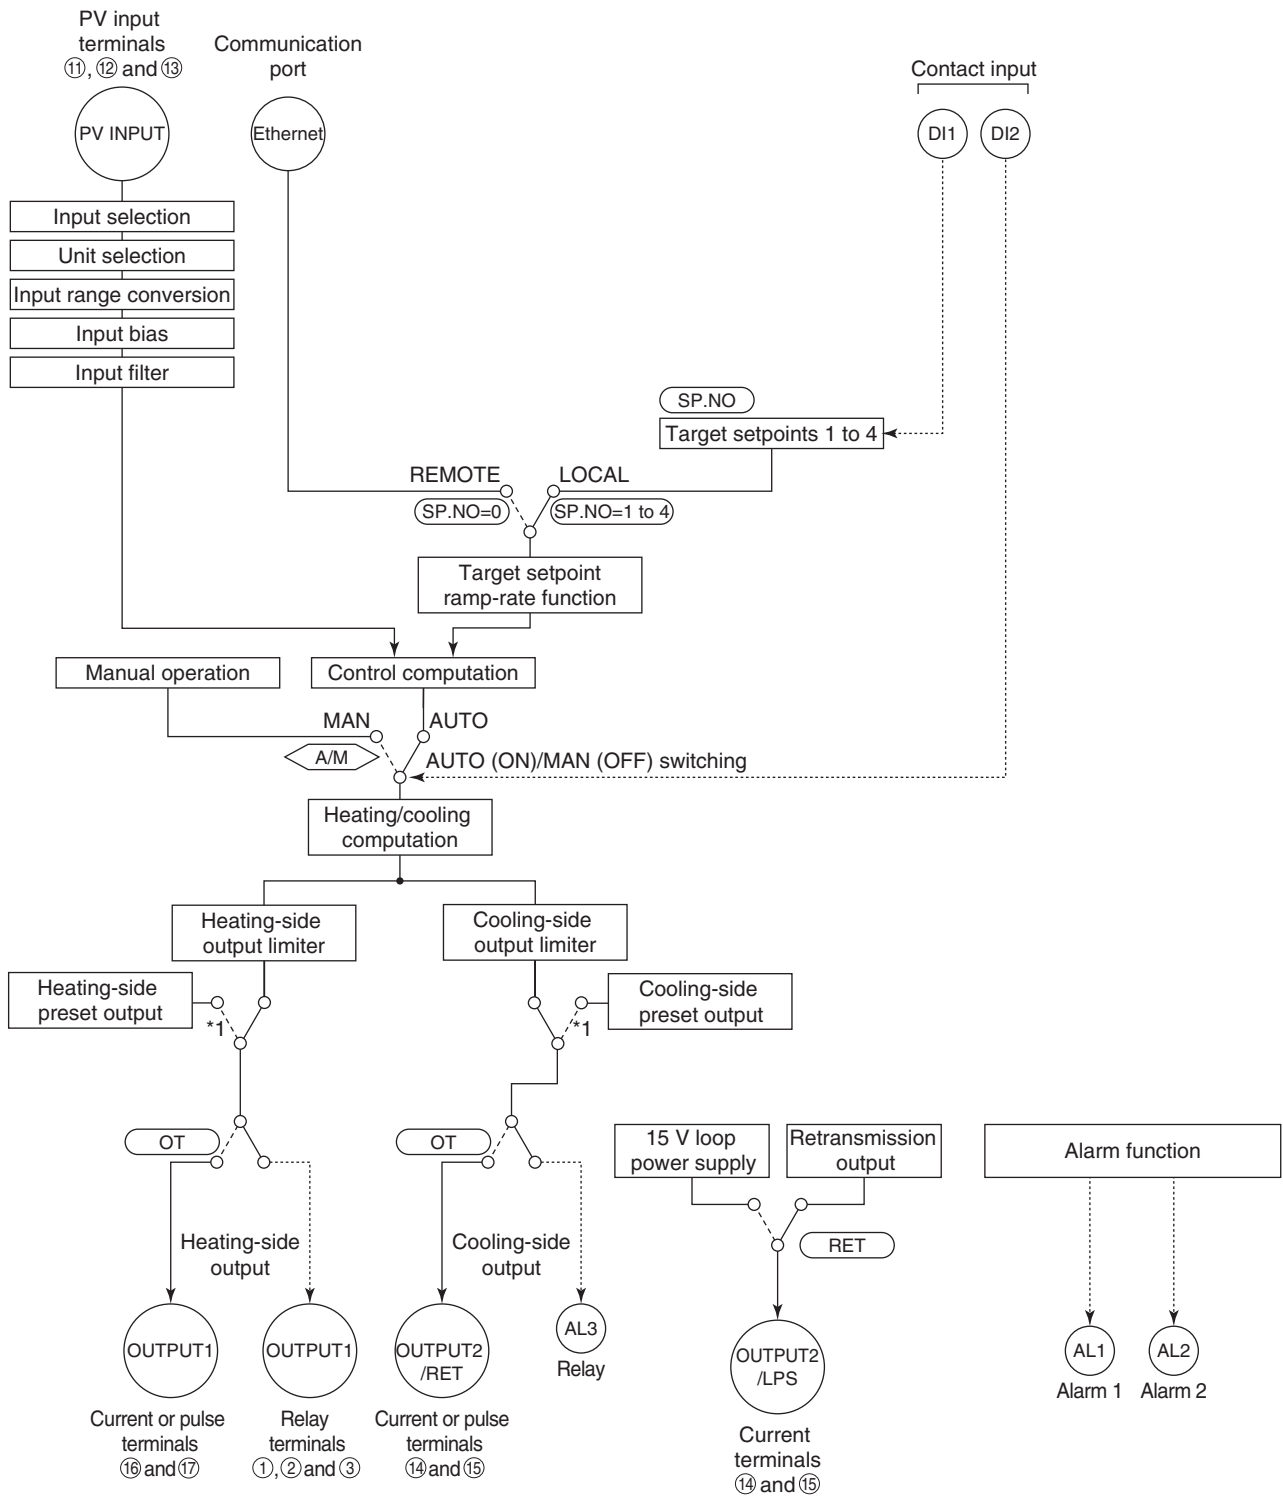 PV input
terminals
⑪, ⑫ and ⑬
Communication
port
Contact input
PV INPUT
Ethernet
DI1
DI2
Input selection
Unit selection
Input range conversion
Input bias
Input filter
SP.NO
Target setpoints 1 to 4
REMOTE
LOCAL
SP.NO=0
SP.NO=1 to 4
Target setpoint
ramp-rate function
Manual operation
Control computation
MAN
AUTO
A/M
AUTO (ON)/MAN (OFF) switching
Heating/cooling
computation
Heating-side
output limiter
Cooling-side
output limiter
Heating-side
preset output
*1
*1
Cooling-side
preset output
OT
OT
15 V loop
power supply
Retransmission
output
Alarm function
Heating-side
output
Cooling-side
output
RET
OUTPUT1
OUTPUT1
OUTPUT2
/RET
AL3
Relay
OUTPUT2
/LPS
AL1
AL2
Alarm 1
Alarm 2
Current or pulse
terminals
⑯ and ⑰
Relay
terminals
①, ② and ③
Current or pulse
terminals
⑭ and ⑮
Current
terminals
⑭ and ⑮